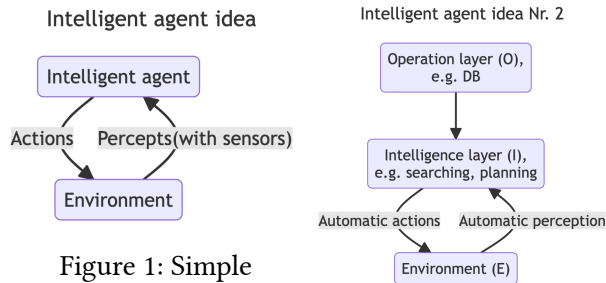 Intelligent agent idea
Intelligent agent
Actions
Percepts(with sensors)
Environment
Figure 1: Simple
Intelligent agent idea Nr. 2
Operation layer (O),
e.g. DB
Intelligence layer (I),
e.g. searching, planning
Automatic actions
Automatic perception
Environment (E)